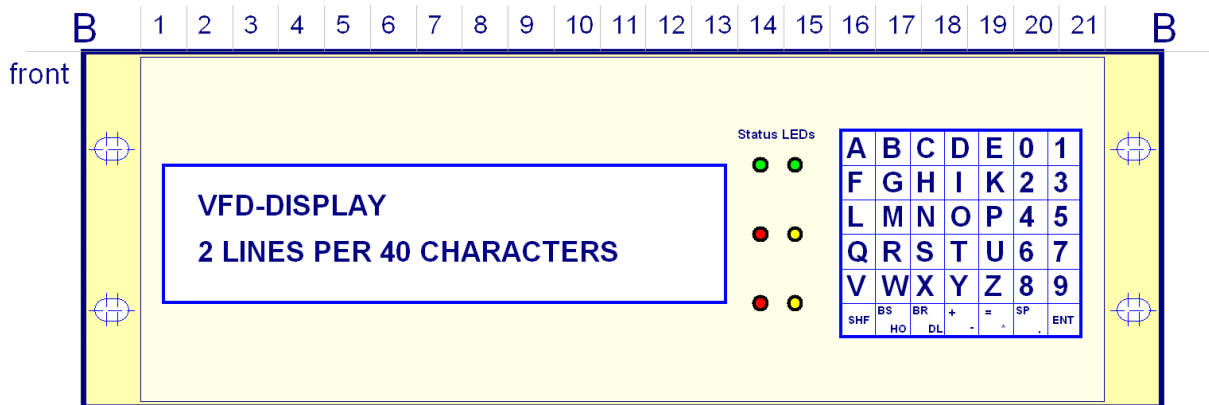 B 1 2 3 4 5 6 7 8 9 10 11 12 13 14 15 16 17 18 19 20 21 B
front
Status LEDs
VFD-DISPLAY
2 LINES PER 40 CHARACTERS
A B C D E 0 1
F G H I K 2 3
L M N O P 4 5
Q R S T U 6 7
V W X Y Z 8 9
SHF BS HO BR DL + - = * SP . ENT